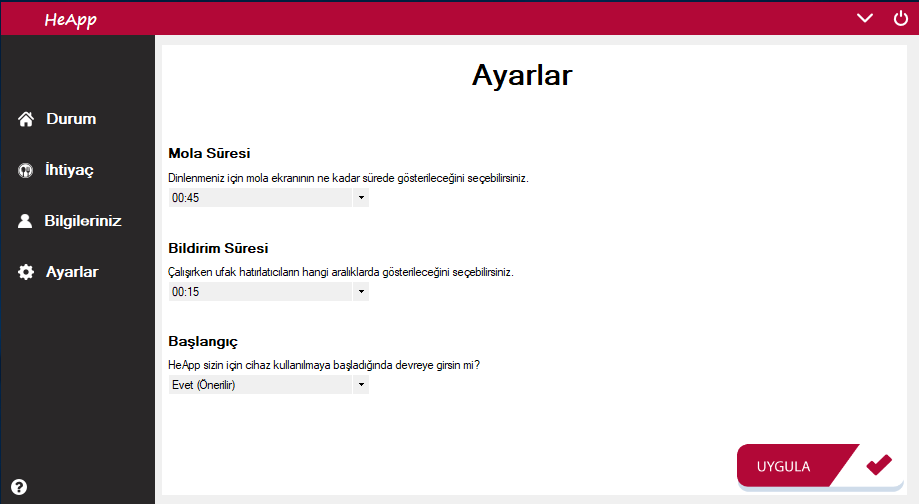 HeApp
Durum
İhtiyaç
Bilgileriniz
Ayarlar
Ayarlar
Mola Süresi
Dinlenmeniz için mola ekranının ne kadar sürede gösterileceğini seçebilirsiniz.
00:45
Bildirim Süresi
Çalışırken ufak hatırlatıcıların hangi aralıklarda gösterileceğini seçebilirsiniz.
00:15
Başlangıç
HeApp sizin için cihaz kullanılmaya başladığında devreye girsin mi?
Evet (Önerilir)
UYGULA